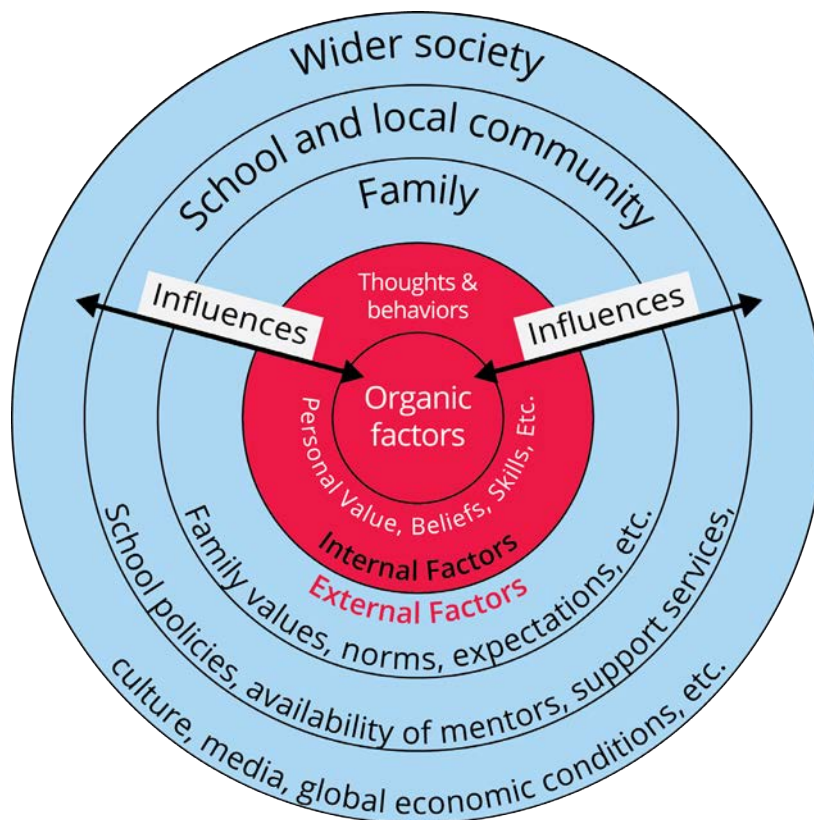 Wider society
School and local community
Family
Thoughts &
behaviors
Influences
Influences
Organic
factors
Personal Value, Beliefs, Skills, Etc.
Internal Factors
External Factors
Family values, norms, expectations, etc.
School policies, availability of mentors, support services,
culture, media, global economic conditions, etc.